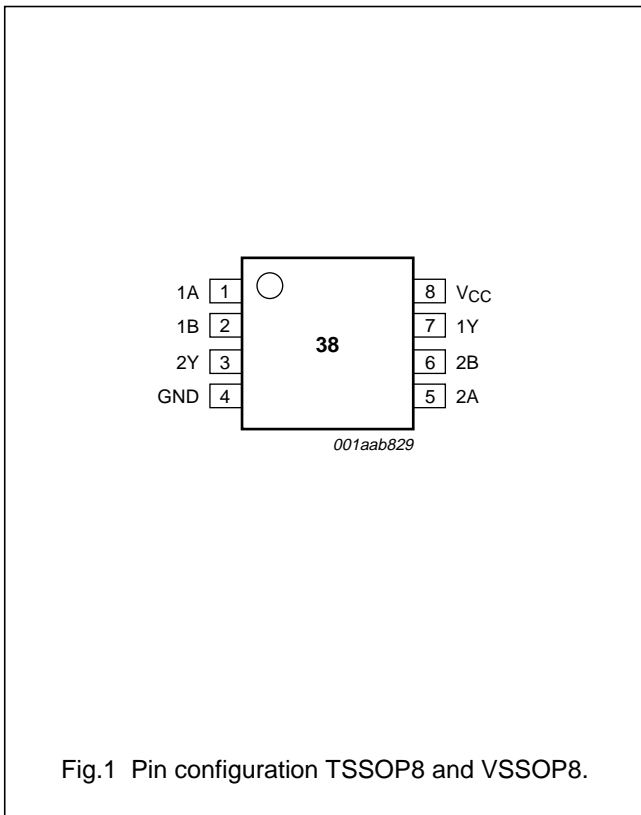 1A 1 8 VCC
1B 2 7 1Y
38
2Y 3 6 2B
GND 4 5 2A
001aab829
Fig.1 Pin configuration TSSOP8 and VSSOP8.